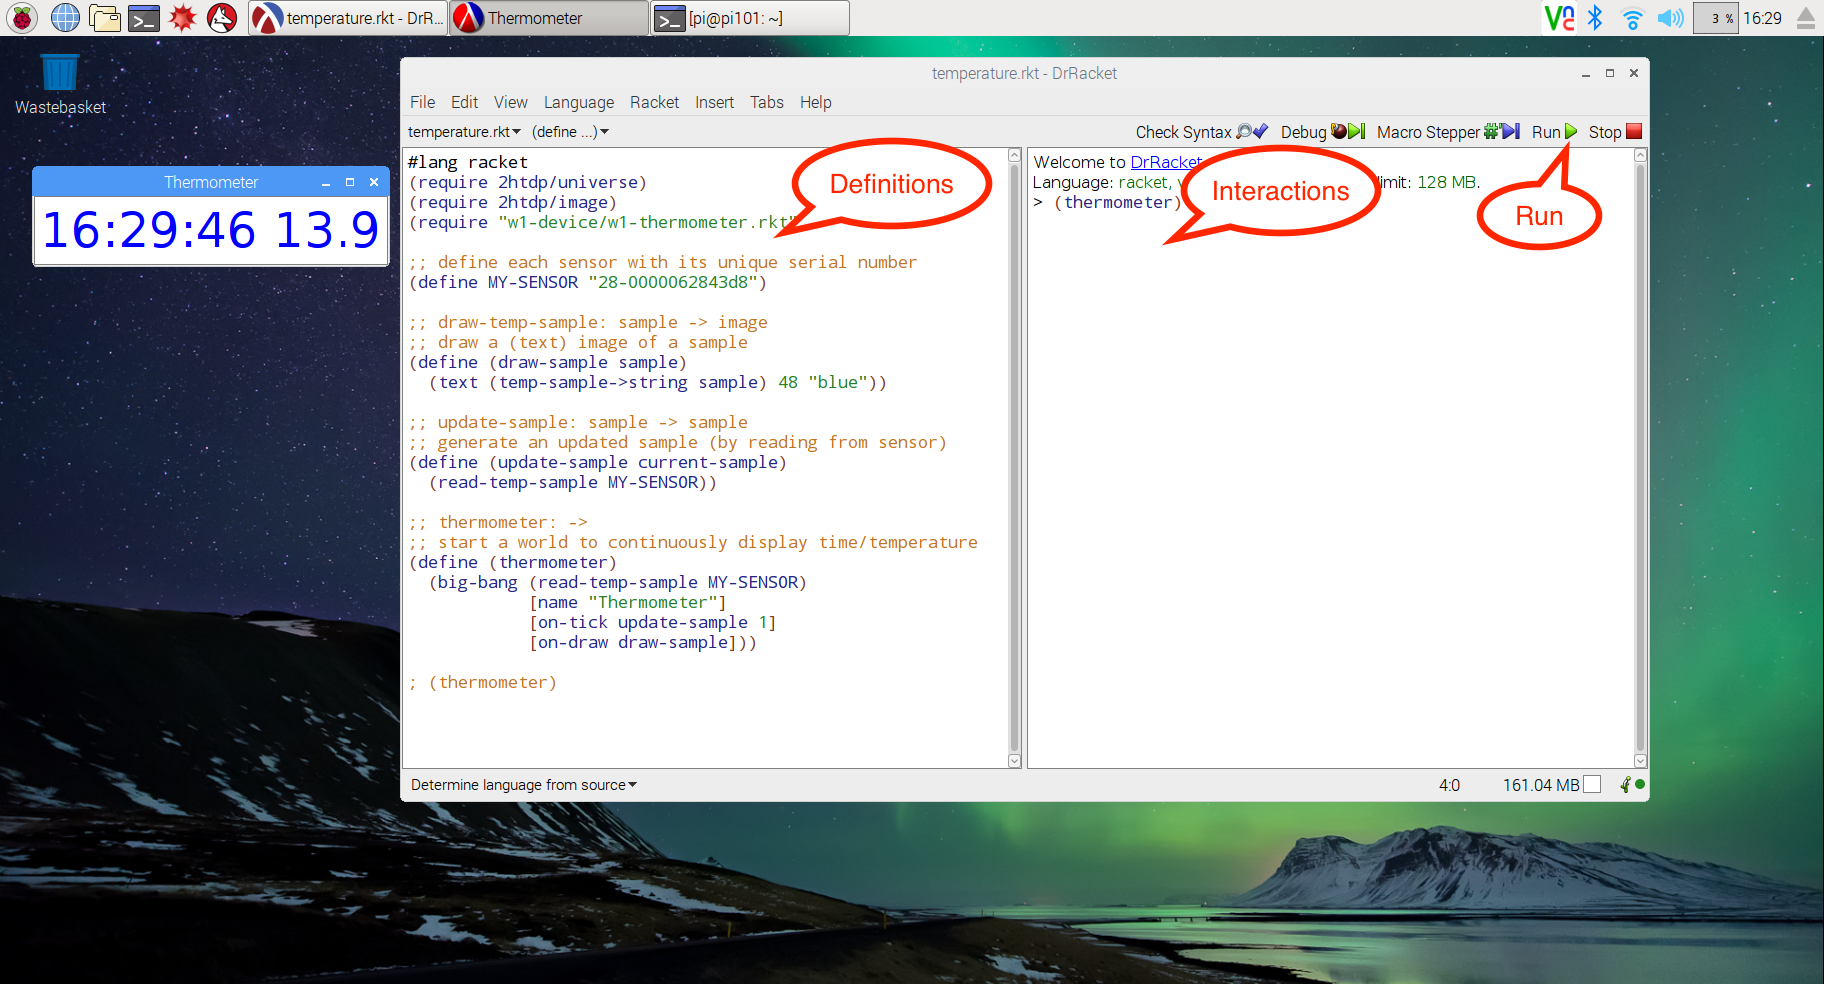 temperature.rkt - DrR...
Thermometer
[pi@pi101: ~]
3 %
16:29
Wastebasket
Thermometer
16:29:46 13.9
temperature.rkt - DrRacket
File Edit View Language Racket Insert Tabs Help
temperature.rkt (define ...)
Check Syntax Debug Macro Stepper Run Stop
#lang racket
(require 2htdp/universe)
(require 2htdp/image)
(require "w1-device/w1-thermometer.rkt"
;; define each sensor with its unique serial number
(define MY-SENSOR "28-0000062843d8")
;; draw-temp-sample: sample -> image
;; draw a (text) image of a sample
(define (draw-sample sample)
(text (temp-sample->string sample) 48 "blue"))
;; update-sample: sample -> sample
;; generate an updated sample (by reading from sensor)
(define (update-sample current-sample)
(read-temp-sample MY-SENSOR))
;; thermometer: ->
;; start a world to continuously display time/temperature
(define (thermometer)
(big-bang (read-temp-sample MY-SENSOR)
[name "Thermometer"]
[on-tick update-sample 1]
[on-draw draw-sample]))
; (thermometer)
Definitions
Welcome to DrRacket
Language: racket, limit: 128 MB.
> (thermometer)
Interactions
Run
Determine language from source
4:0
161.04 MB